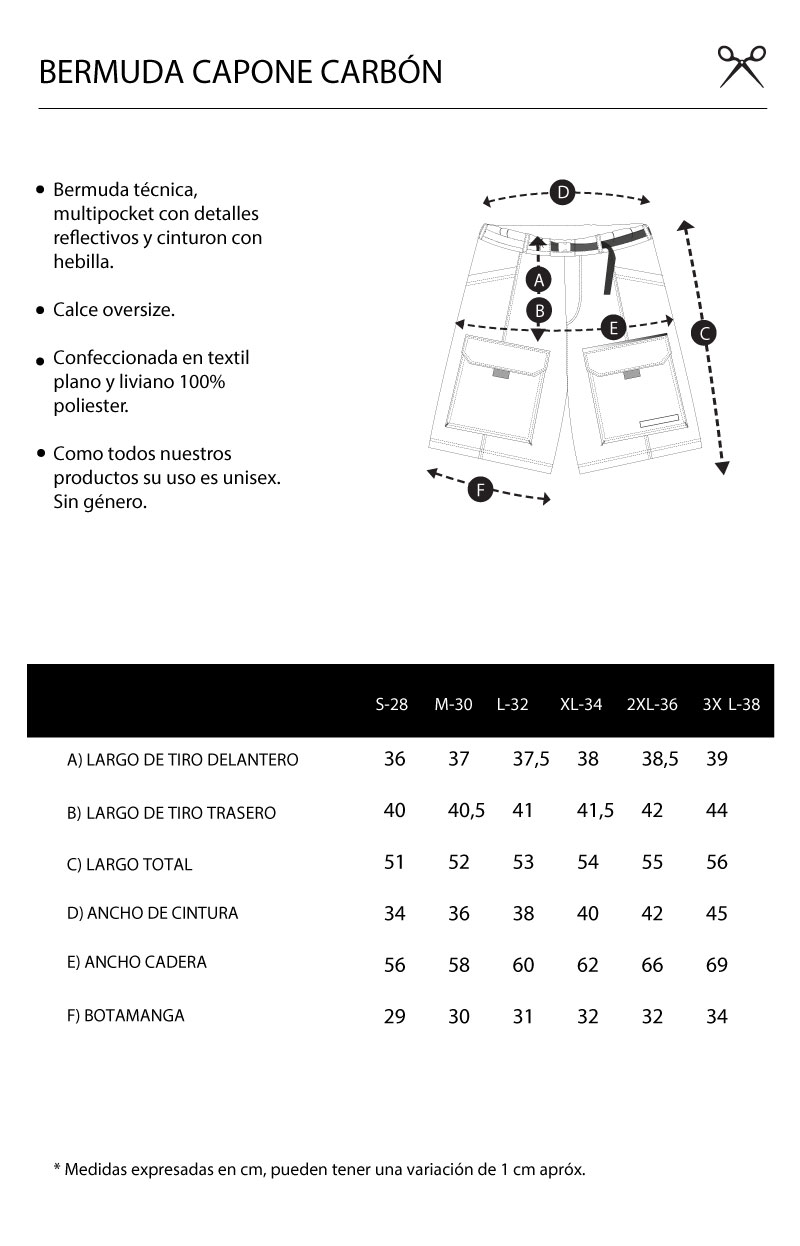 BERMUDA CAPONE CARBÓN
• Bermuda técnica,
multipocket con detalles
reflectivos y cinturon con
hebilla.
• Calce oversize.
• Confeccionada en textil
plano y liviano 100%
poliester.
• Como todos nuestros
productos su uso es unisex.
Sin género.
D
A
B
E
C
F
S-28 M-30 L-32 XL-34 2XL-36 3X L-38
A) LARGO DE TIRO DELANTERO 36 37 37,5 38 38,5 39
B) LARGO DE TIRO TRASERO 40 40,5 41 41,5 42 44
C) LARGO TOTAL 51 52 53 54 55 56
D) ANCHO DE CINTURA 34 36 38 40 42 45
E) ANCHO CADERA 56 58 60 62 66 69
F) BOTAMANGA 29 30 31 32 32 34
* Medidas expresadas en cm, pueden tener una variación de 1 cm apróx.